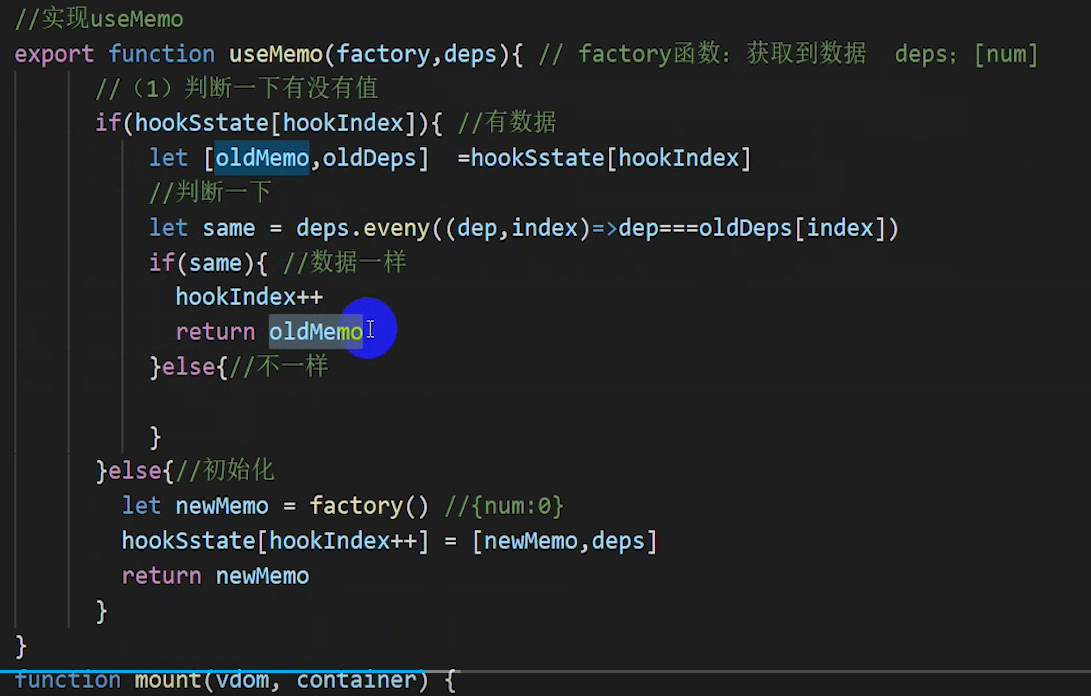 //实现useMemo
export function useMemo(factory,deps){ // factory函数: 获取到数据  deps; [num]
//（1）判断一下有没有值
if(hookSstate[hookIndex]){ //有数据
let [oldMemo,oldDeps]  =hookSstate[hookIndex]
//判断一下
let same = deps.eveny((dep,index)=>dep===oldDeps[index])
if(same){ //数据一样
hookIndex++
return oldMemo
}else{//不一样
}
}else{//初始化
let newMemo = factory() //{num:0}
hookSstate[hookIndex++] = [newMemo,deps]
return newMemo
}
}
function mount(vdom, container) {